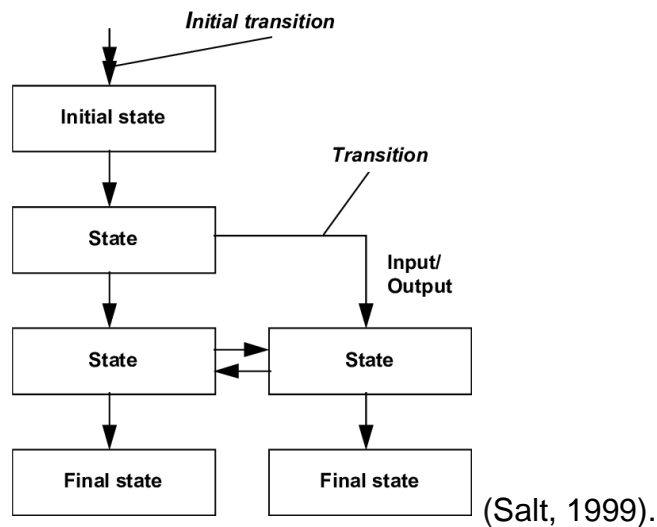 Initial transition
Initial state
Transition
State
Input/
Output
State
State
Final state
Final state
(Salt, 1999).